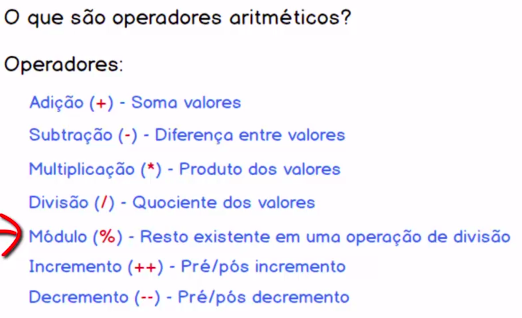 O que são operadores aritméticos?
Operadores:
Adição (+) - Soma valores
Subtração (-) - Diferença entre valores
Multiplicação (*) - Produto dos valores
Divisão (/) - Quociente dos valores
Módulo (%) - Resto existente em uma operação de divisão
Incremento (++) - Pré/pós incremento
Decremento (--) - Pré/pós decremento